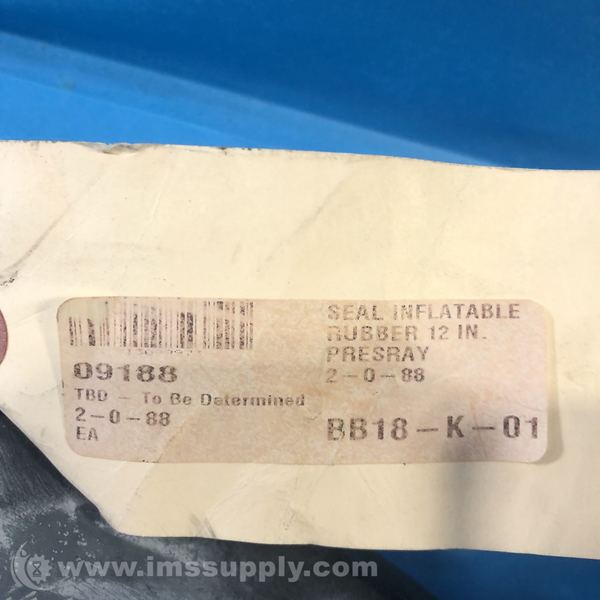 SEAL INFLATABLE
RUBBER 12 IN.
PRESRAY
2-0-88
BB18-K-01
09188
TBD - To Be Determined
2-0-88
EA
www.imssupply.com